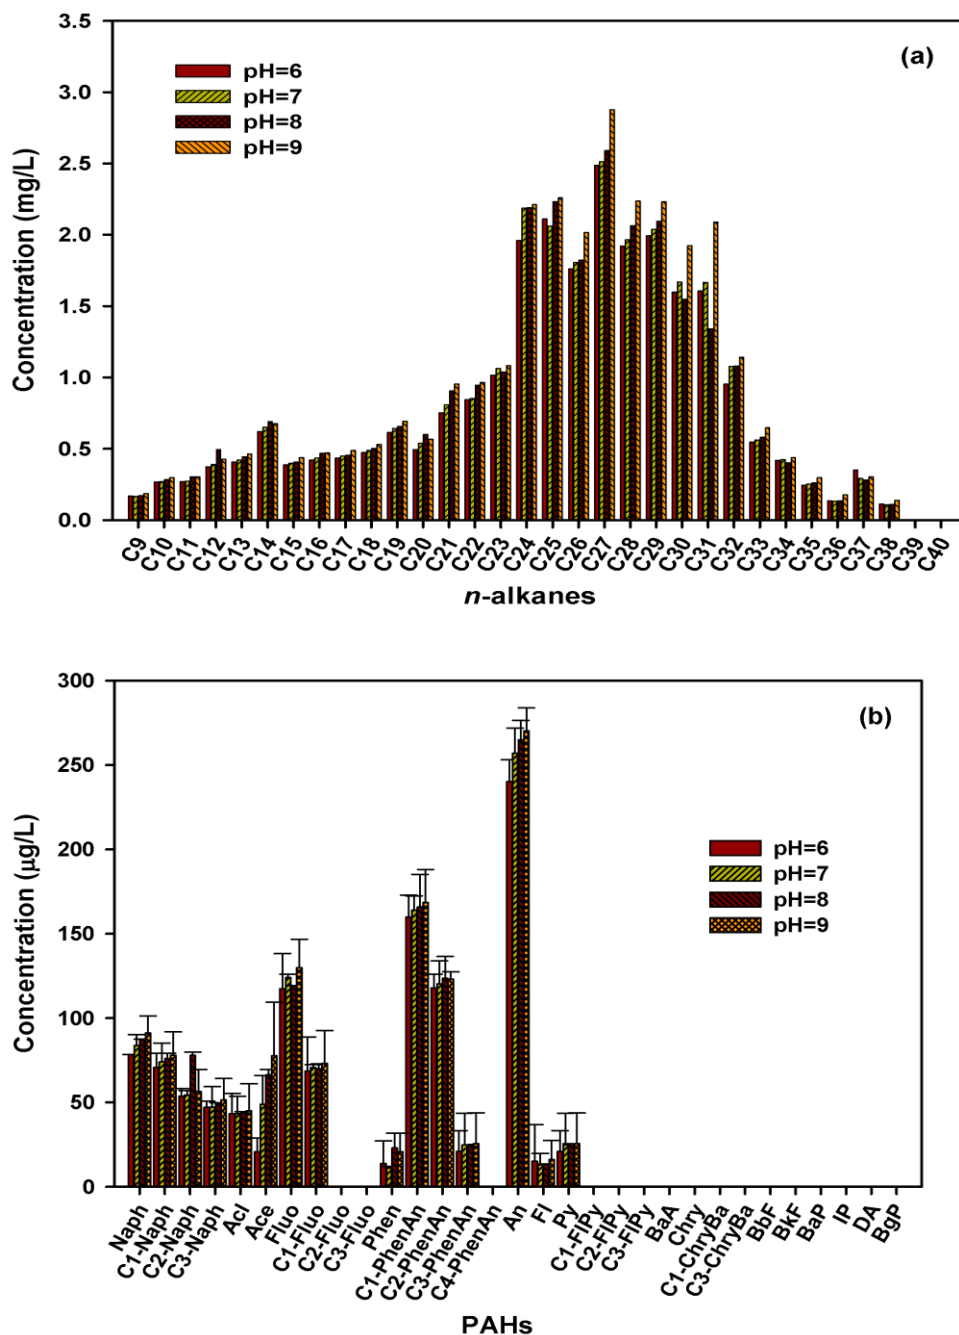 3.5
3.0
2.5
2.0
1.5
1.0
0.5
0.0
Concentration (mg/L)
(a)
pH=6
pH=7
pH=8
pH=9
C9
C10
C11
C12
C13
C14
C15
C16
C17
C18
C19
C20
C21
C22
C23
C24
C25
C26
C27
C28
C29
C30
C31
C32
C33
C34
C35
C36
C37
C38
C39
C40
n-alkanes
300
250
200
150
100
50
0
Concentration (μg/L)
(b)
pH=6
pH=7
pH=8
pH=9
Naph
C1-Naph
C2-Naph
C3-Naph
Acl
Ace
Fluo
C1-Fluo
C2-Fluo
C3-Fluo
Phen
C1-PhenAn
C2-PhenAn
C3-PhenAn
C4-PhenAn
An
Fl
Py
C1-FlPy
C2-FlPy
C3-FlPy
BaA
Chry
C1-ChryBa
C3-ChryBa
BbF
BkF
BaP
IP
DA
BgP
PAHs